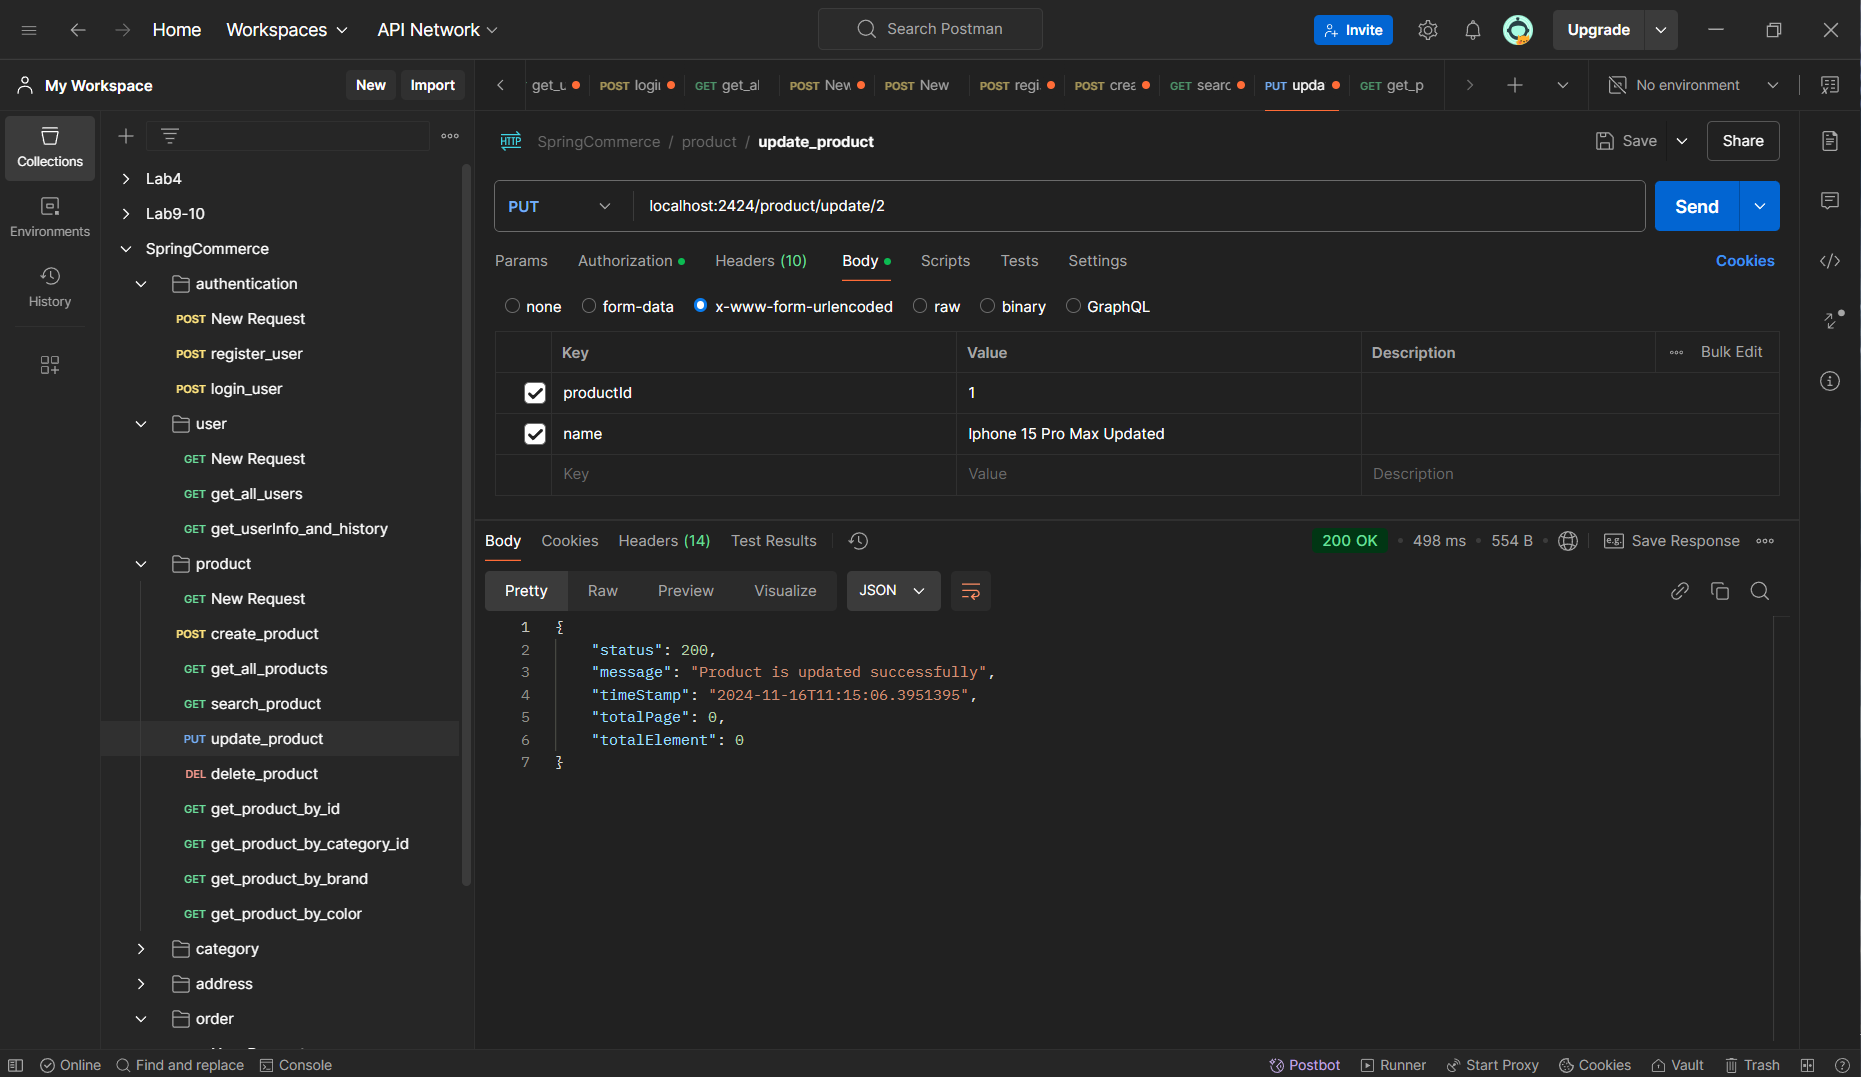 Home Workspaces API Network Search Postman Invite Upgrade
My Workspace New Import
get_u POST logi GET get_al POST New POST New POST regi POST crea GET searc PUT upda GET get_p No environment
Collections
Environments
History
Lab4
Lab9-10
SpringCommerce
authentication
POST New Request
POST register_user
POST login_user
user
GET New Request
GET get_all_users
GET get_userInfo_and_history
product
GET New Request
POST create_product
GET get_all_products
GET search_product
PUT update_product
DEL delete_product
GET get_product_by_id
GET get_product_by_category_id
GET get_product_by_brand
GET get_product_by_color
category
address
order
HTTP SpringCommerce / product / update_product Save Share
PUT localhost:2424/product/update/2 Send
Params Authorization Headers (10) Body Scripts Tests Settings Cookies
none form-data x-www-form-urlencoded raw binary GraphQL
Key Value Description Bulk Edit
productId 1
name Iphone 15 Pro Max Updated
Key Value Description
Body Cookies Headers (14) Test Results 200 OK 498 ms 554 B e.g. Save Response
Pretty Raw Preview Visualize JSON
1 {
2 "status": 200,
3 "message": "Product is updated successfully",
4 "timeStamp": "2024-11-16T11:15:06.3951395",
5 "totalPage": 0,
6 "totalElement": 0
7 }
Online Find and replace Console Postbot Runner Start Proxy Cookies Vault Trash